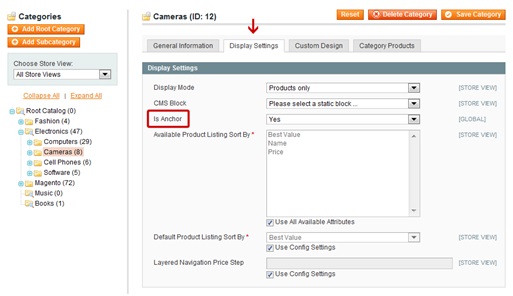 Categories
Add Root Category
Add Subcategory
Choose Store View:
All Store Views
Collapse All | Expand All
Root Catalog (0)
Fashion (4)
Electronics (47)
Computers (29)
Cameras (8)
Cell Phones (6)
Software (5)
Magento (72)
Music (0)
Books (1)
Cameras (ID: 12)
Reset
Delete Category
Save Category
General Information
Display Settings
Custom Design
Category Products
Display Settings
Display Mode Products only [STORE VIEW]
CMS Block Please select a static block ... [STORE VIEW]
Is Anchor Yes [GLOBAL]
Available Product Listing Sort By * [STORE VIEW]
Best Value
Name
Price
Use All Available Attributes
Default Product Listing Sort By * Best Value [STORE VIEW]
Use Config Settings
Layered Navigation Price Step [STORE VIEW]
Use Config Settings